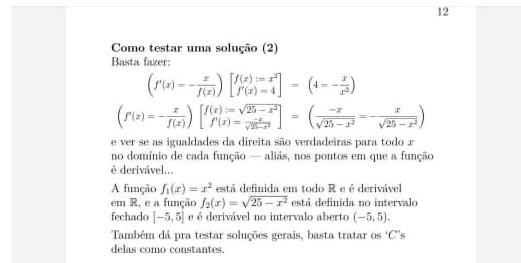 12
Como testar uma solução (2)
Basta fazer:
(f'(x) = −x/f(x)) [f(x) := x² f'(x) = 4] = (4 = −x/x²)
(f'(x) = −x/f(x)) [f(x) := √(25 − x²) f'(x) = −x/√(25−x²)] = (−x/√(25 − x²) = −x/√(25 − x²))
e ver se as igualdades da direita são verdadeiras para todo x
no domínio de cada função — aliás, nos pontos em que a função
é derivável...
A função f₁(x) = x² está definida em todo ℝ e é derivável
em ℝ, e a função f₂(x) = √(25 − x²) está definida no intervalo
fechado [−5, 5] e é derivável no intervalo aberto (−5, 5).
Também dá pra testar soluções gerais, basta tratar os ‘C’s
delas como constantes.